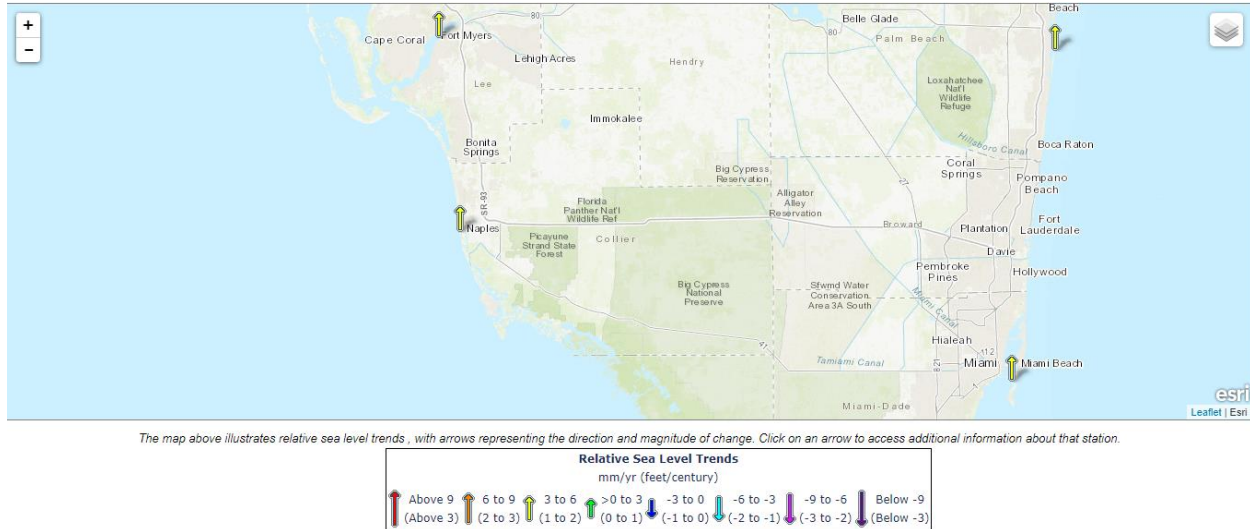 +
−
80
Beach
Belle Glade
Cape Coral
Fort Myers
80
Palm Beach
Lehigh Acres
Hendry
Lee
Loxahatchee
Nat'l
Wildlife
Refuge
Immokalee
Hillsboro Canal
Bonita
Springs
Boca Raton
Coral
Springs
Big Cypress
Reservation
27
Pompano
Beach
SR-93
Alligator
Alley
Reservation
Florida
Panther Nat'l
Wildlife Ref
Naples
Broward
Plantation
Fort
Lauderdale
Picayune
Strand State
Forest
Collier
Davie
Pembroke
Pines
Hollywood
Big Cypress
National
Preserve
Sfwmd Water
Conservation
Area 3A South
Miami Canal
Hialeah
41
112
Tamiami Canal
821
Miami
Miami Beach
1
Miami-Dade
esri
Leaflet | Esri
The map above illustrates relative sea level trends , with arrows representing the direction and magnitude of change. Click on an arrow to access additional information about that station.
Relative Sea Level Trends
mm/yr (feet/century)
Above 9 6 to 9 3 to 6 >0 to 3 -3 to 0 -6 to -3 -9 to -6 Below -9
(Above 3) (2 to 3) (1 to 2) (0 to 1) (-1 to 0) (-2 to -1) (-3 to -2) (Below -3)